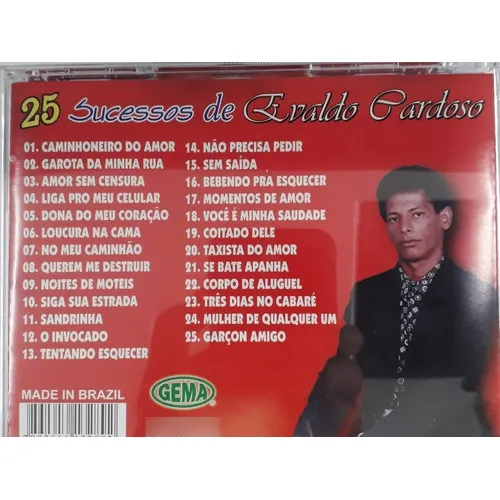 25 Sucessos de Evaldo Cardoso
01. CAMINHONEIRO DO AMOR
02. GAROTA DA MINHA RUA
03. AMOR SEM CENSURA
04. LIGA PRO MEU CELULAR
05. DONA DO MEU CORAÇÃO
06. LOUCURA NA CAMA
07. NO MEU CAMINHÃO
08. QUEREM ME DESTRUIR
09. NOITES DE MOTEIS
10. SIGA SUA ESTRADA
11. SANDRINHA
12. O INVOCADO
13. TENTANDO ESQUECER
14. NÃO PRECISA PEDIR
15. SEM SAÍDA
16. BEBENDO PRA ESQUECER
17. MOMENTOS DE AMOR
18. VOCÊ É MINHA SAUDADE
19. COITADO DELE
20. TAXISTA DO AMOR
21. SE BATE APANHA
22. CORPO DE ALUGUEL
23. TRÊS DIAS NO CABARÉ
24. MULHER DE QUALQUER UM
25. GARÇON AMIGO
MADE IN BRAZIL
GEMA